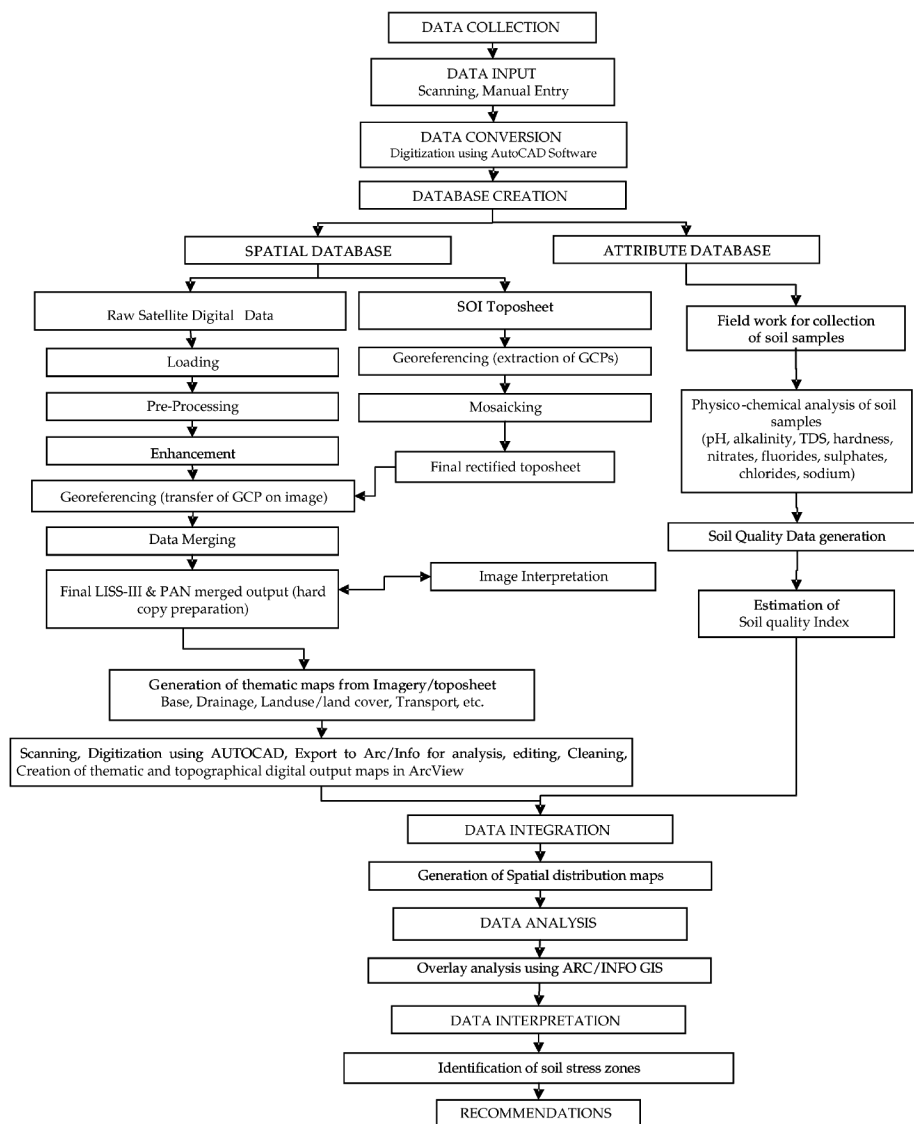 DATA COLLECTION
DATA INPUT
Scanning, Manual Entry
DATA CONVERSION
Digitization using AutoCAD Software
DATABASE CREATION
SPATIAL DATABASE
ATTRIBUTE DATABASE
Raw Satellite Digital Data
SOI Toposheet
Field work for collection
of soil samples
Loading
Georeferencing (extraction of GCPs)
Pre-Processing
Mosaicking
Physico-chemical analysis of soil
samples
(pH, alkalinity, TDS, hardness,
nitrates, fluorides, sulphates,
chlorides, sodium)
Enhancement
Final rectified toposheet
Georeferencing (transfer of GCP on image)
Data Merging
Soil Quality Data generation
Final LISS-III & PAN merged output (hard
copy preparation)
Image Interpretation
Estimation of
Soil quality Index
Generation of thematic maps from Imagery/toposheet
Base, Drainage, Landuse/land cover, Transport, etc.
Scanning, Digitization using AUTOCAD, Export to Arc/Info for analysis, editing, Cleaning,
Creation of thematic and topographical digital output maps in ArcView
DATA INTEGRATION
Generation of Spatial distribution maps
DATA ANALYSIS
Overlay analysis using ARC/INFO GIS
DATA INTERPRETATION
Identification of soil stress zones
RECOMMENDATIONS